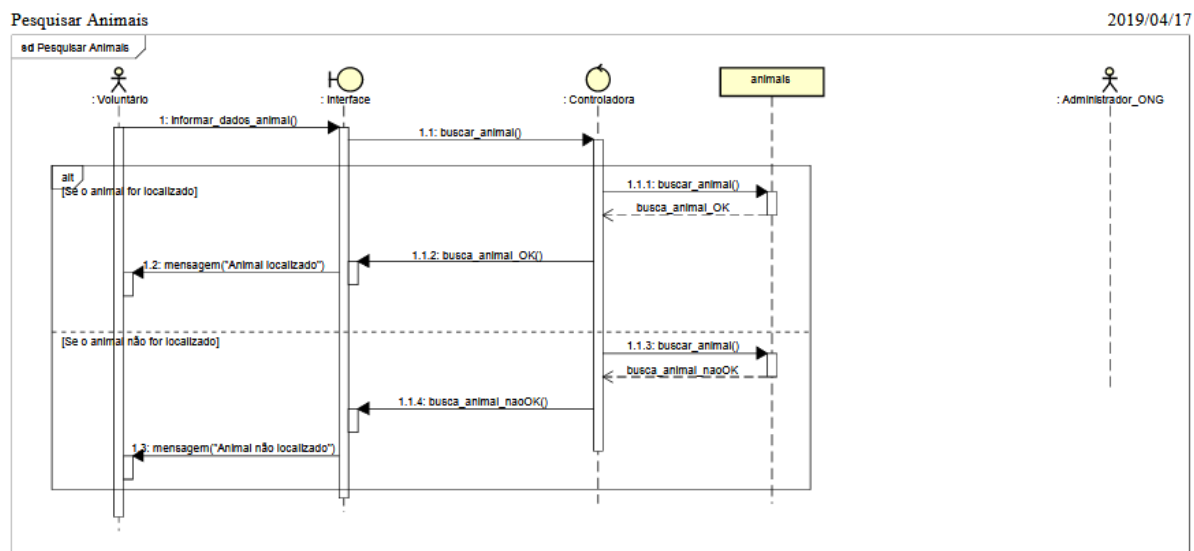 Pesquisar Animais
2019/04/17
sd Pesquisar Animais
: Voluntário
: Interface
: Controladora
animais
: Administrador_ONG
1: Informar_dados_animal()
1.1: buscar_animal()
alt
[Se o animal for localizado]
1.1.1: buscar_animal()
busca_animal_OK
1.1.2: busca_animal_OK()
1.2: mensagem("Animal localizado")
[Se o animal não for localizado]
1.1.3: buscar_animal()
busca_animal_naoOK
1.1.4: busca_animal_naoOK()
1.3: mensagem("Animal não localizado")